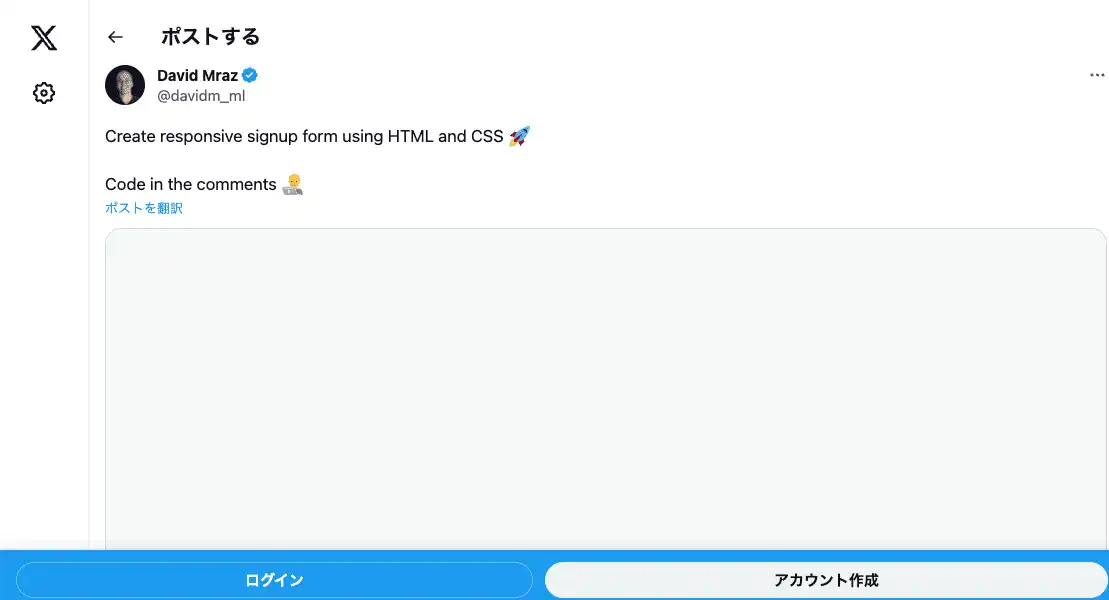 ポストする
David Mraz
@davidm_ml
Create responsive signup form using HTML and CSS 🚀
Code in the comments 👨‍💻
ポストを翻訳
ログイン
アカウント作成